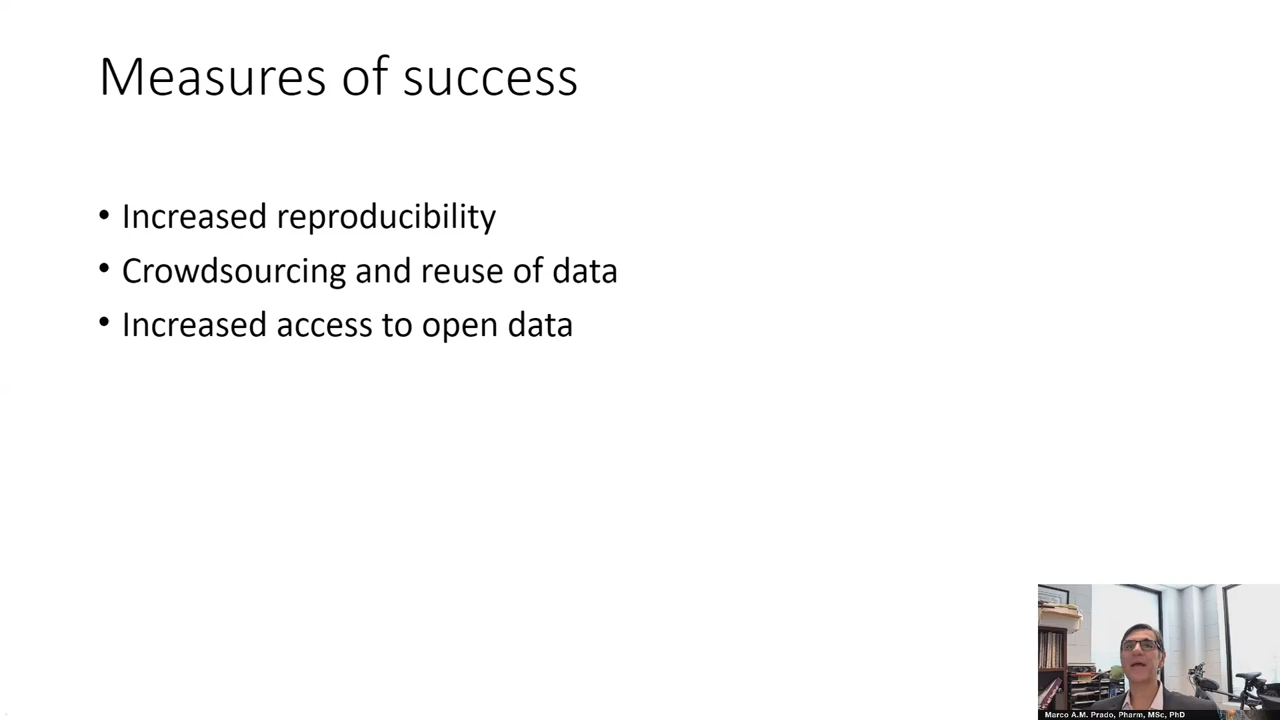 Measures of success
• Increased reproducibility
• Crowdsourcing and reuse of data
• Increased access to open data
Marco A.M. Prado, Pharm, MSc, PhD